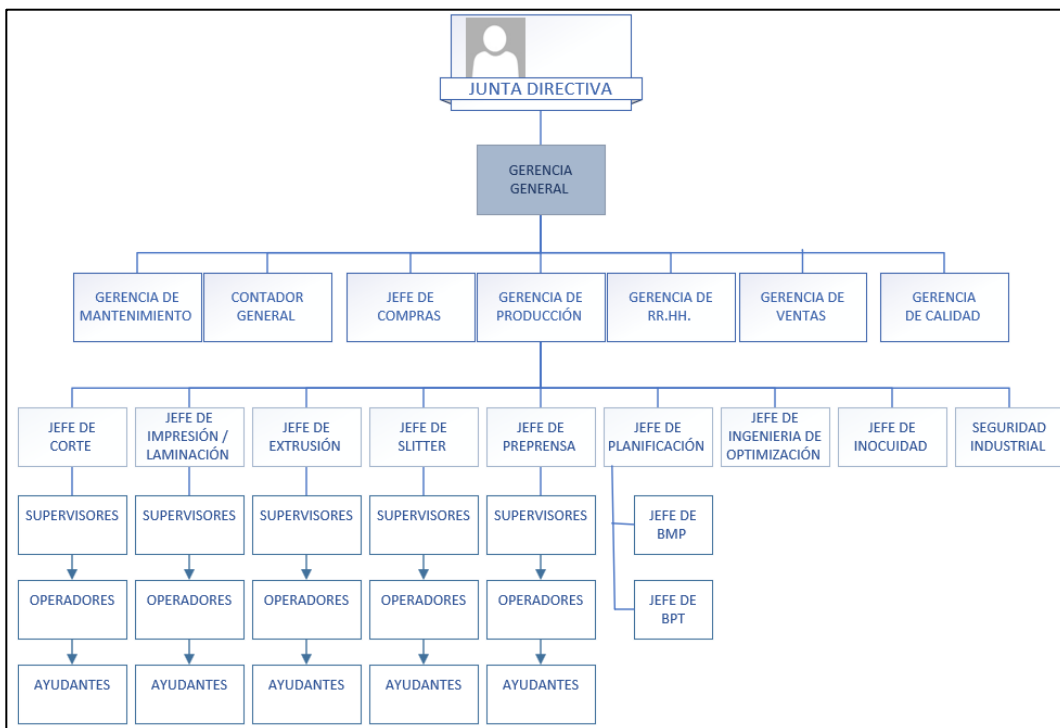 JUNTA DIRECTIVA
GERENCIA
GENERAL
GERENCIA DE
MANTENIMIENTO
CONTADOR
GENERAL
JEFE DE
COMPRAS
GERENCIA DE
PRODUCCIÓN
GERENCIA DE
RR.HH.
GERENCIA DE
VENTAS
GERENCIA
DE CALIDAD
JEFE DE
CORTE
JEFE DE
IMPRESIÓN /
LAMINACIÓN
JEFE DE
EXTRUSIÓN
JEFE DE
SLITTER
JEFE DE
PREPRENSA
JEFE DE
PLANIFICACIÓN
JEFE DE
INGENIERIA DE
OPTIMIZACIÓN
JEFE DE
INOCUIDAD
SEGURIDAD
INDUSTRIAL
SUPERVISORES
SUPERVISORES
SUPERVISORES
SUPERVISORES
SUPERVISORES
JEFE DE
BMP
OPERADORES
OPERADORES
OPERADORES
OPERADORES
OPERADORES
JEFE DE
BPT
AYUDANTES
AYUDANTES
AYUDANTES
AYUDANTES
AYUDANTES